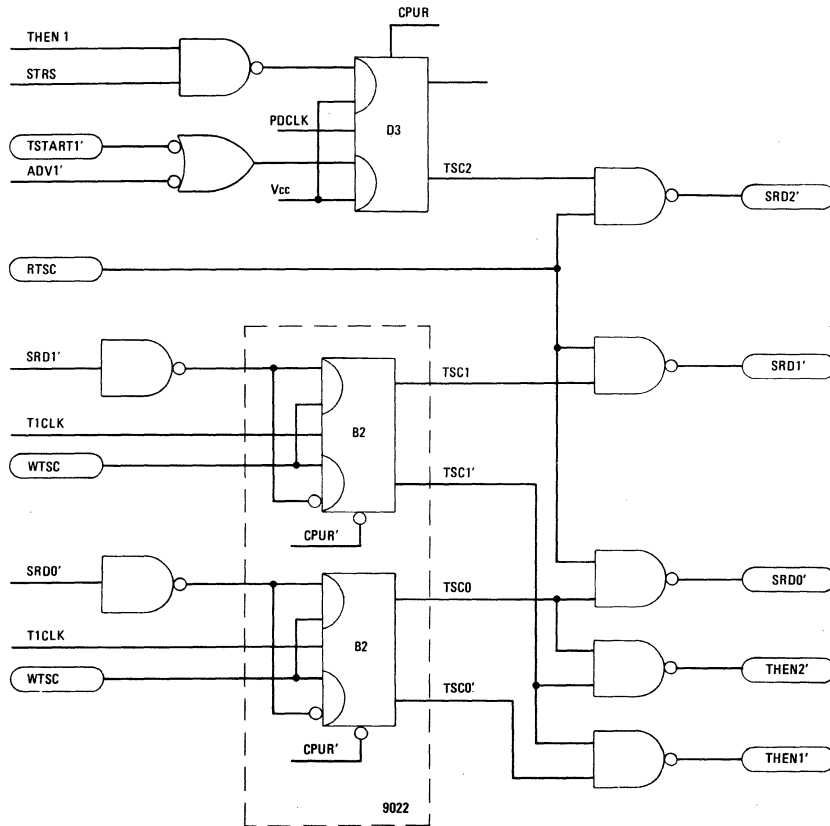 CPUR
THEN 1
STRS
PDCLK
D3
TSTART1'
ADV1'
Vcc
TSC2
SRD2'
RTSC
SRD1'
TSC1
SRD1'
T1CLK
B2
WTSC
TSC1'
CPUR'
SRD0'
TSC0
SRD0'
T1CLK
B2
WTSC
TSC0'
THEN2'
CPUR'
THEN1'
9022